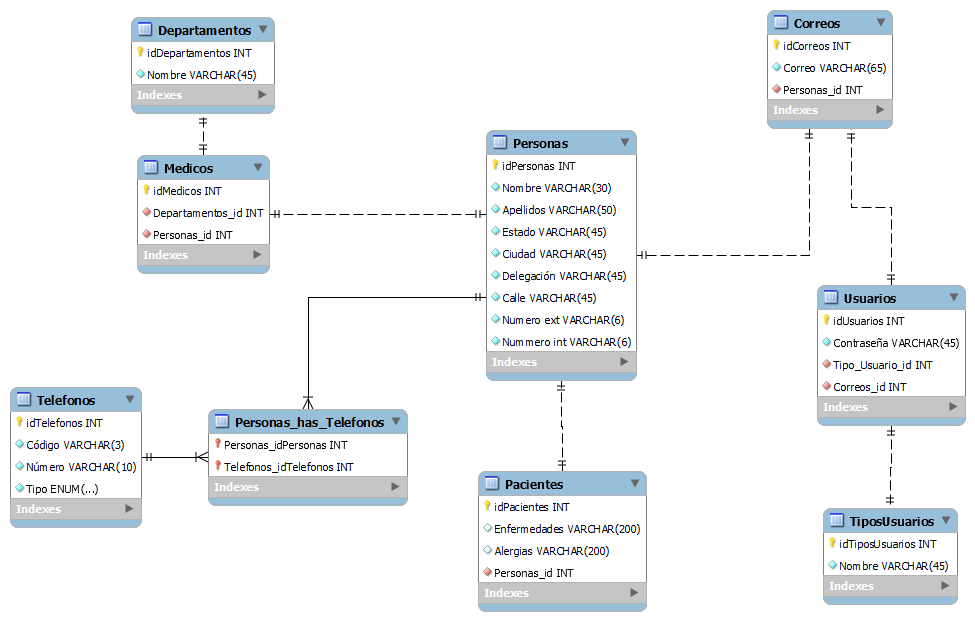 Departamentos
idDepartamentos INT
Nombre VARCHAR(45)
Indexes
Correos
idCorreos INT
Correo VARCHAR(65)
Personas_id INT
Indexes
Medicos
idMedicos INT
Departamentos_id INT
Personas_id INT
Indexes
Personas
idPersonas INT
Nombre VARCHAR(30)
Apellidos VARCHAR(50)
Estado VARCHAR(45)
Ciudad VARCHAR(45)
Delegación VARCHAR(45)
Calle VARCHAR(45)
Numero ext VARCHAR(6)
Nummero int VARCHAR(6)
Indexes
Usuarios
idUsuarios INT
Contraseña VARCHAR(45)
Tipo_Usuario_id INT
Correos_id INT
Indexes
Telefonos
idTelefonos INT
Código VARCHAR(3)
Número VARCHAR(10)
Tipo ENUM(...)
Indexes
Personas_has_Telefonos
Personas_idPersonas INT
Telefonos_idTelefonos INT
Indexes
Pacientes
idPacientes INT
Enfermedades VARCHAR(200)
Alergias VARCHAR(200)
Personas_id INT
Indexes
TiposUsuarios
idTiposUsuarios INT
Nombre VARCHAR(45)
Indexes